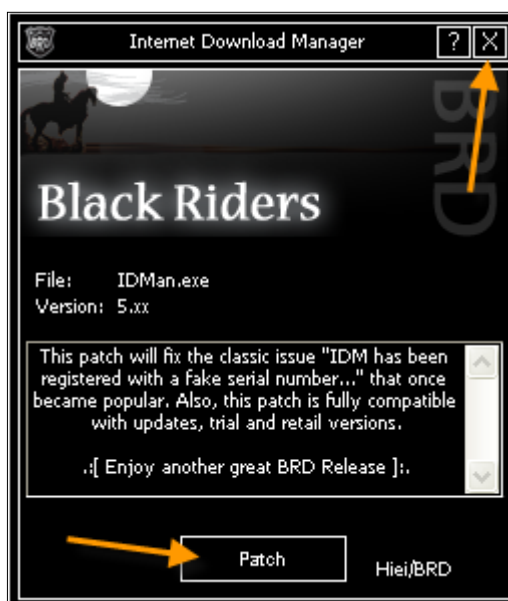 Internet Download Manager
?
X
BRD
Black Riders
File: IDMan.exe
Version: 5.xx
This patch will fix the classic issue "IDM has been
registered with a fake serial number..." that once
became popular. Also, this patch is fully compatible
with updates, trial and retail versions.
.:[ Enjoy another great BRD Release ]:.
Patch
Hiei/BRD